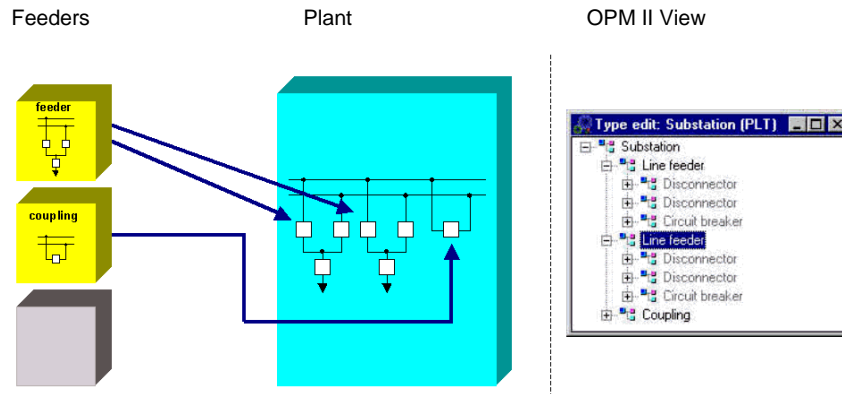 Feeders
Plant
OPM II View
feeder
coupling
Type edit: Substation (PLT)
Substation
Line feeder
Disconnector
Disconnector
Circuit breaker
Line feeder
Disconnector
Disconnector
Circuit breaker
Coupling